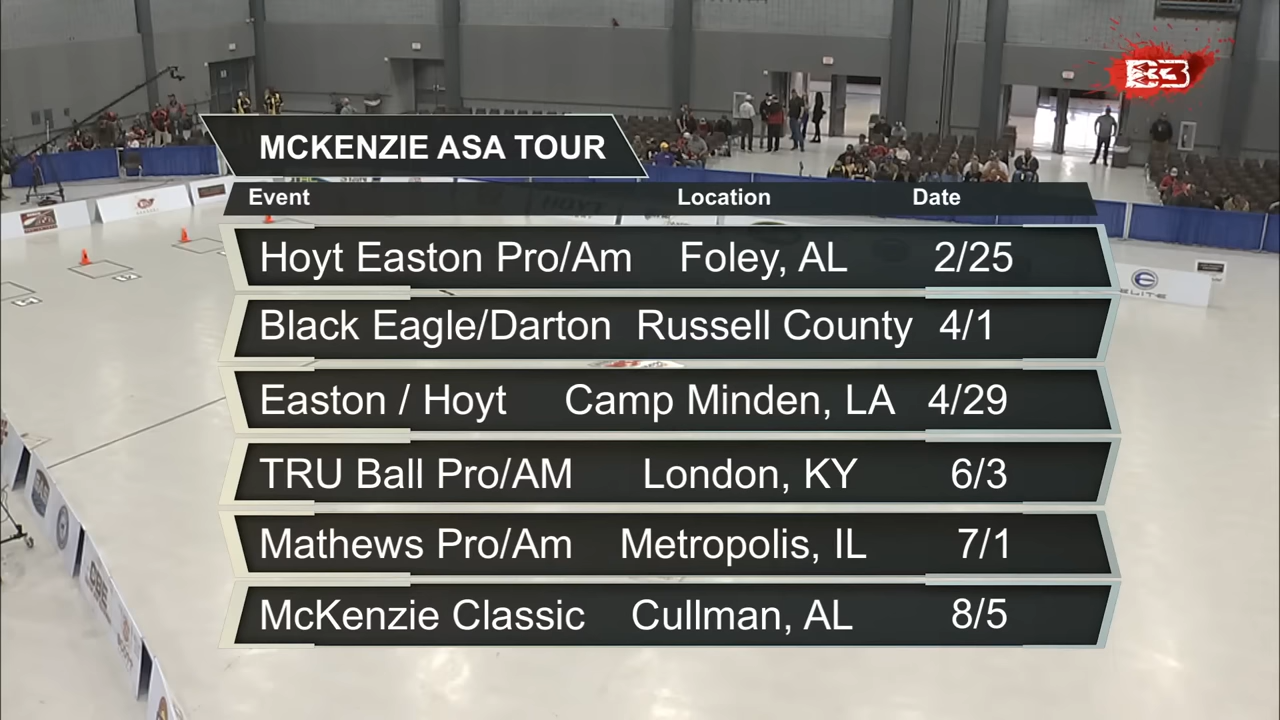 B3
MCKENZIE ASA TOUR
Event Location Date
Hoyt Easton Pro/Am Foley, AL 2/25
Black Eagle/Darton Russell County 4/1
Easton / Hoyt Camp Minden, LA 4/29
TRU Ball Pro/AM London, KY 6/3
Mathews Pro/Am Metropolis, IL 7/1
McKenzie Classic Cullman, AL 8/5
ELITE